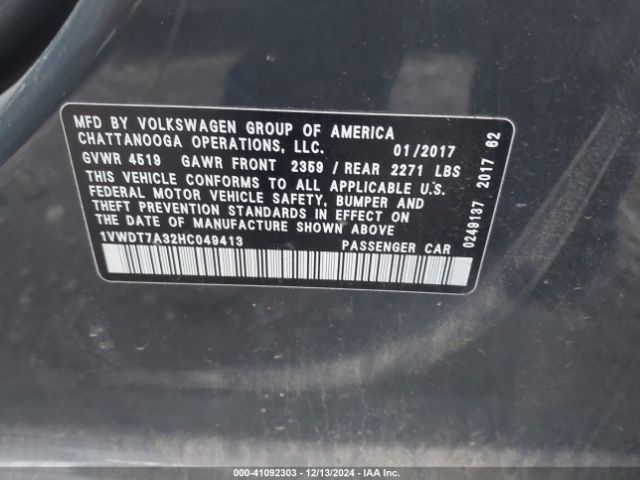 MFD BY VOLKSWAGEN GROUP OF AMERICA
CHATTANOOGA OPERATIONS, LLC. 01/2017
GVWR 4519 GAWR FRONT 2359 / REAR 2271 LBS
THIS VEHICLE CONFORMS TO ALL APPLICABLE U.S.
FEDERAL MOTOR VEHICLE SAFETY, BUMPER AND
THEFT PREVENTION STANDARDS IN EFFECT ON
THE DATE OF MANUFACTURE SHOWN ABOVE
1VWDT7A32HC049413 PASSENGER CAR
0249137 2017 62
000-41092303 - 12/13/2024 - IAA Inc.